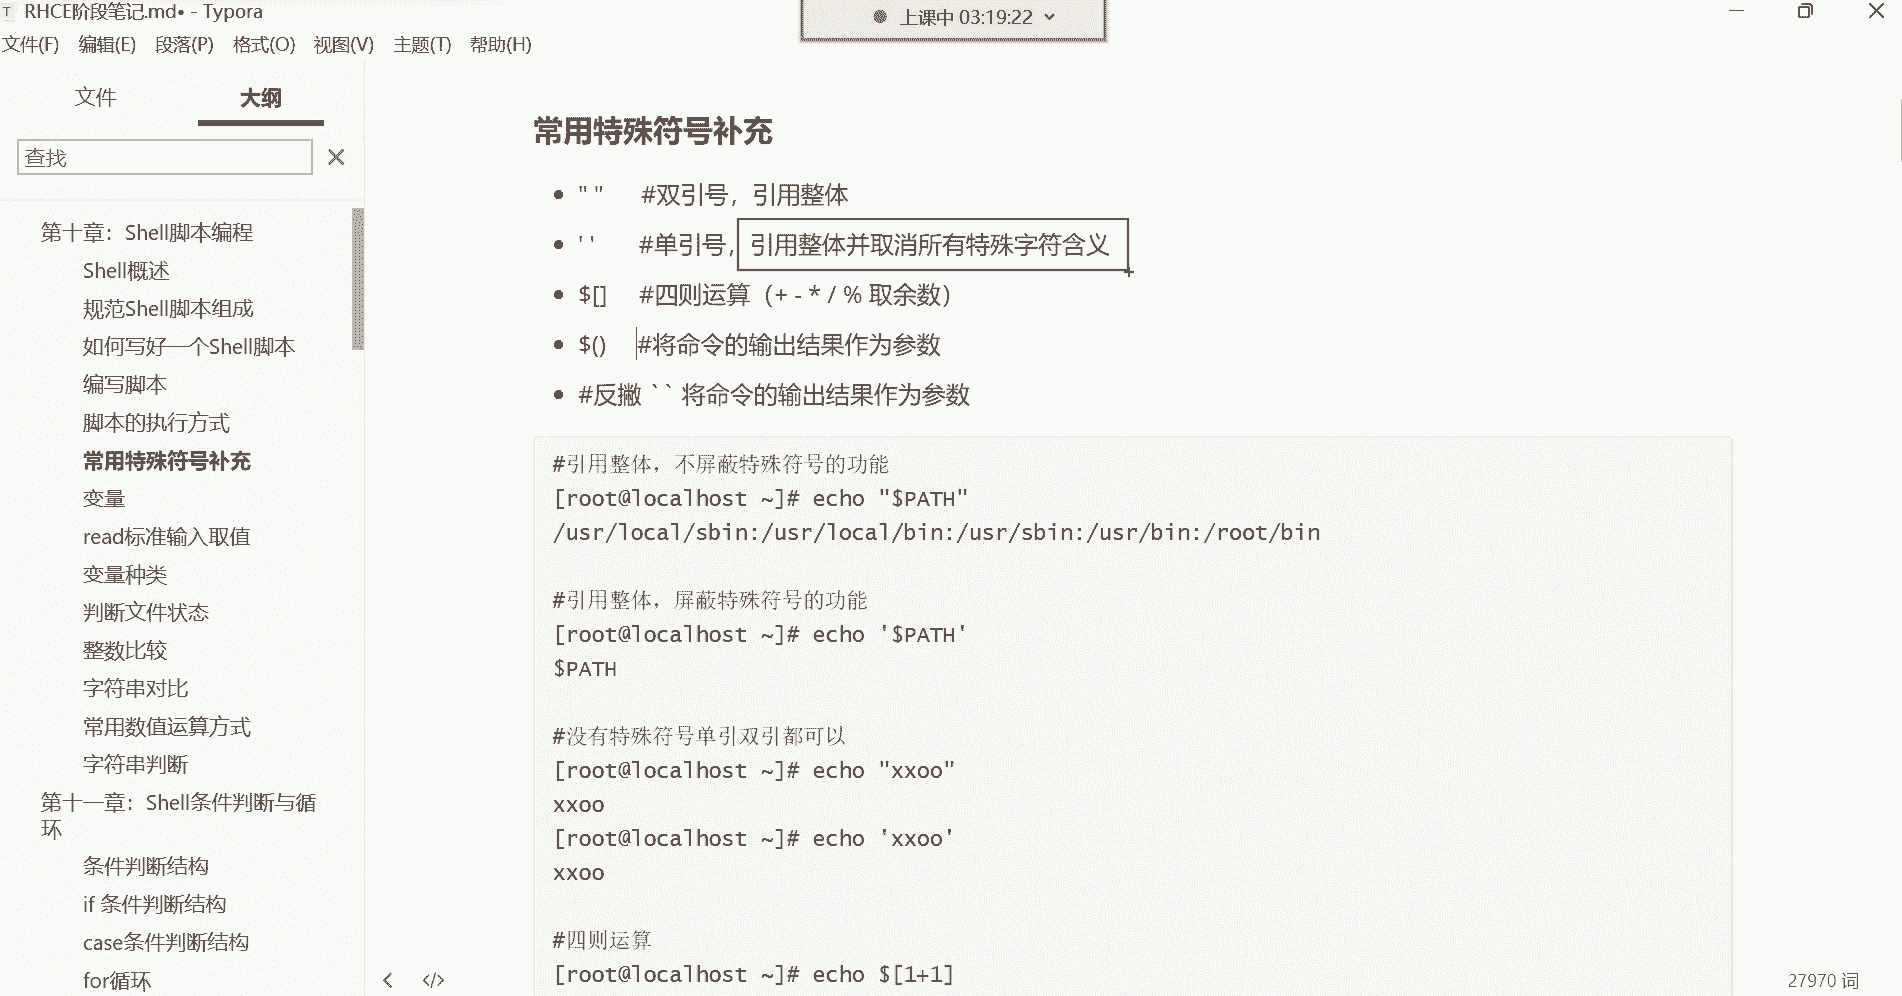 RHCE阶段笔记.md• - Typora
上课中 03:19:22
文件(F) 编辑(E) 段落(P) 格式(O) 视图(V) 主题(T) 帮助(H)
文件 大纲
查找
第十章：Shell脚本编程
Shell概述
规范Shell脚本组成
如何写好一个Shell脚本
编写脚本
脚本的执行方式
常用特殊符号补充
变量
read标准输入取值
变量种类
判断文件状态
整数比较
字符串对比
常用数值运算方式
字符串判断
第十一章：Shell条件判断与循
环
条件判断结构
if 条件判断结构
case条件判断结构
for循环
常用特殊符号补充
• " " #双引号，引用整体
• ' ' #单引号，引用整体并取消所有特殊字符含义
• $[] #四则运算（+ - * / % 取余数）
• $() #将命令的输出结果作为参数
• #反撇 ` ` 将命令的输出结果作为参数
#引用整体，不屏蔽特殊符号的功能
[root@localhost ~]# echo "$PATH"
/usr/local/sbin:/usr/local/bin:/usr/sbin:/usr/bin:/root/bin
#引用整体，屏蔽特殊符号的功能
[root@localhost ~]# echo '$PATH'
$PATH
#没有特殊符号单引双引都可以
[root@localhost ~]# echo "xxoo"
xxoo
[root@localhost ~]# echo 'xxoo'
xxoo
#四则运算
[root@localhost ~]# echo $[1+1]
27970 词